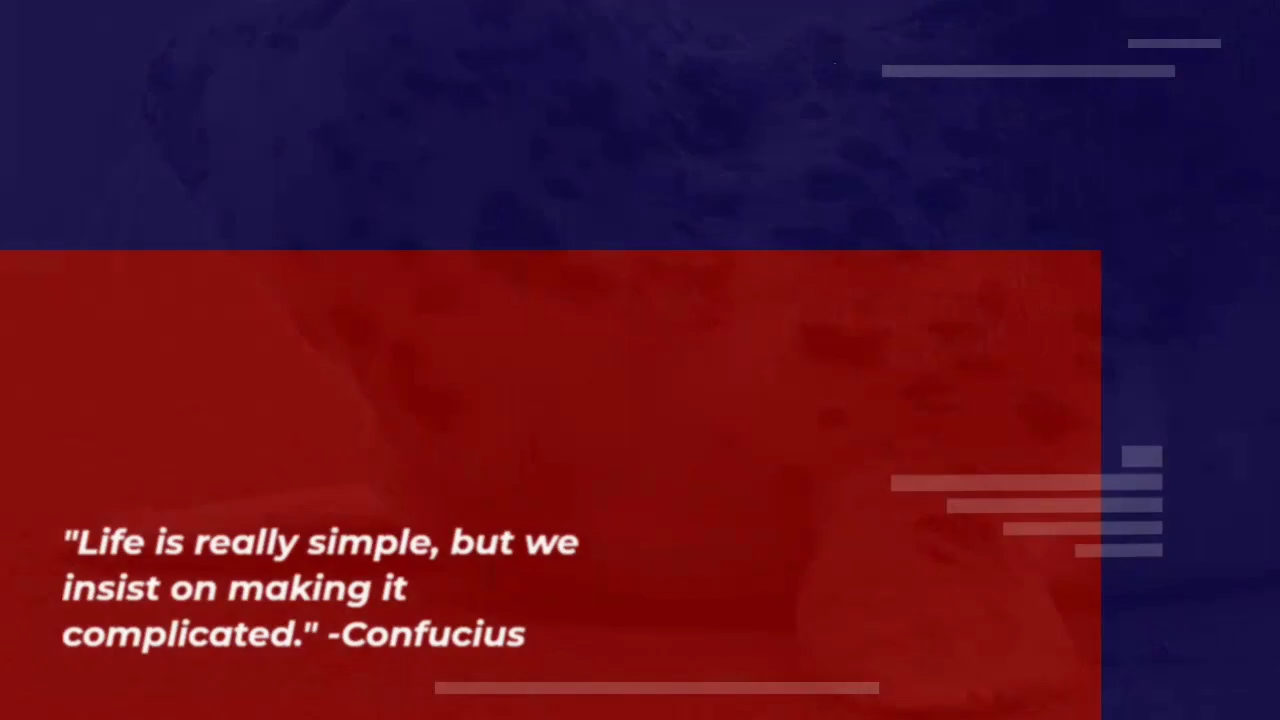 "Life is really simple, but we
insist on making it
complicated." -Confucius